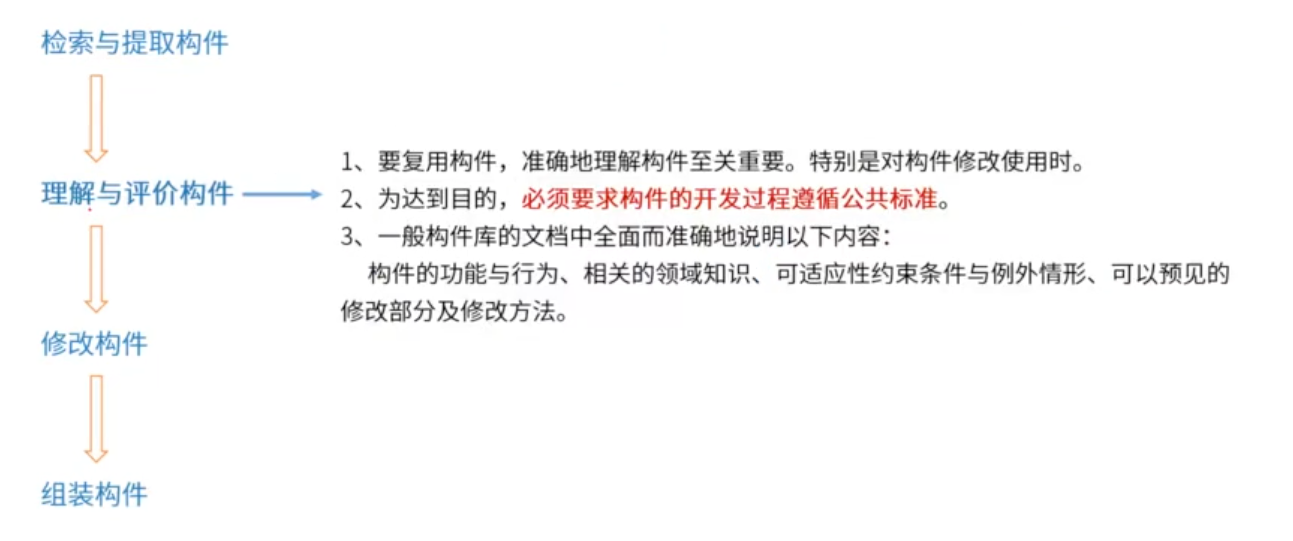 检索与提取构件
1、要复用构件，准确地理解构件至关重要。特别是对构件修改使用时。
理解与评价构件
2、为达到目的，必须要求构件的开发过程遵循公共标准。
3、一般构件库的文档中全面而准确地说明以下内容：
构件的功能与行为、相关的领域知识、可适应性约束条件与例外情形、可以预见的
修改部分及修改方法。
修改构件
组装构件